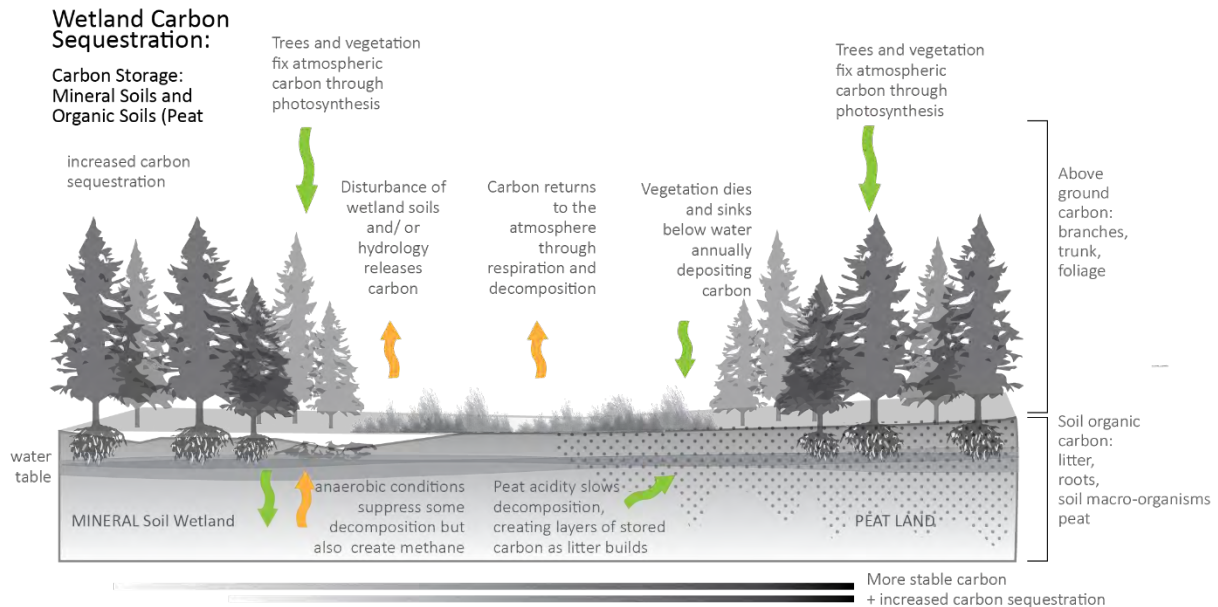 Wetland Carbon
Sequestration:
Carbon Storage:
Mineral Soils and
Organic Soils (Peat
increased carbon
sequestration
Trees and vegetation
fix atmospheric
carbon through
photosynthesis
Disturbance of
wetland soils
and/ or
hydrology
releases
carbon
Carbon returns
to the
atmosphere
through
respiration and
decomposition
Vegetation dies
and sinks
below water
annually
depositing
carbon
Trees and vegetation
fix atmospheric
carbon through
photosynthesis
Above
ground
carbon:
branches,
trunk,
foliage
water
table
Soil organic
carbon:
litter,
roots,
soil macro-organisms
peat
MINERAL Soil Wetland
anaerobic conditions
suppress some
decomposition but
also create methane
Peat acidity slows
decomposition,
creating layers of stored
carbon as litter builds
PEAT LAND
More stable carbon
+ increased carbon sequestration